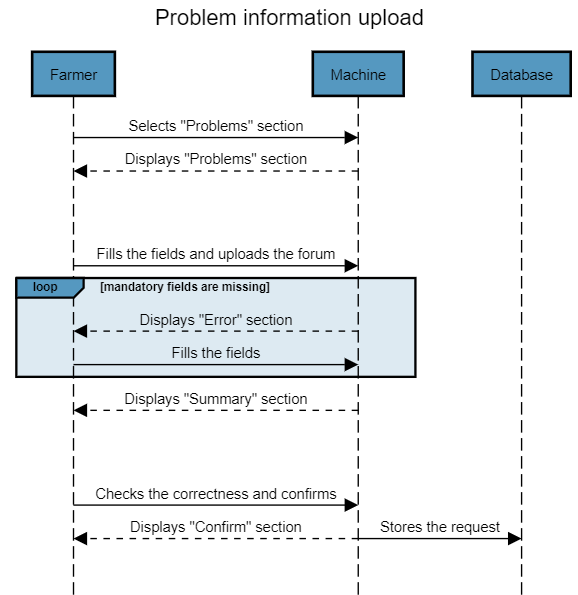 Problem information upload
Farmer
Machine
Database
Selects "Problems" section
Displays "Problems" section
Fills the fields and uploads the forum
loop
[mandatory fields are missing]
Displays "Error" section
Fills the fields
Displays "Summary" section
Checks the correctness and confirms
Displays "Confirm" section
Stores the request